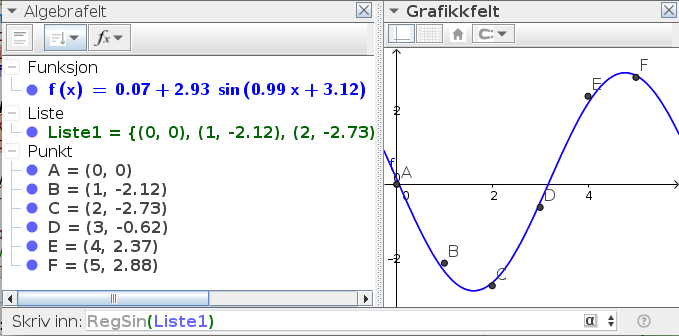 Algebrafelt
Funksjon
f(x) = 0.07 + 2.93 sin(0.99 x + 3.12)
Liste
Liste1 = {(0, 0), (1, -2.12), (2, -2.73)
Punkt
A = (0, 0)
B = (1, -2.12)
C = (2, -2.73)
D = (3, -0.62)
E = (4, 2.37)
F = (5, 2.88)
Grafikkfelt
2
f
0
A
0
2
4
-2
B
C
D
E
F
Skriv inn: RegSin(Liste1)
α